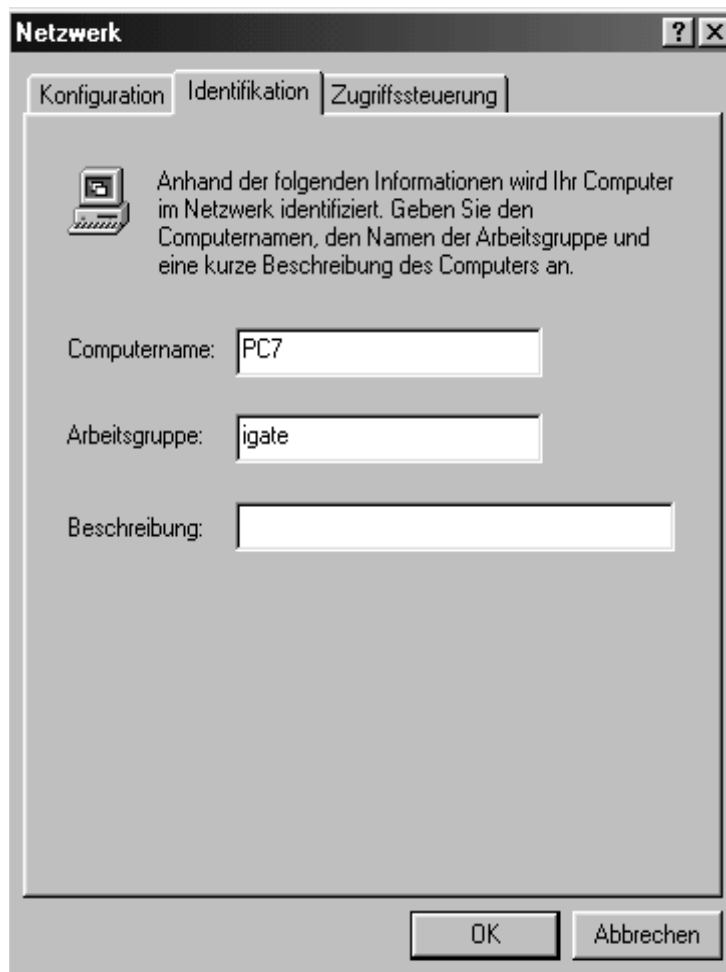 Netzwerk
Konfiguration Identifikation Zugriffssteuerung
Anhand der folgenden Informationen wird Ihr Computer
im Netzwerk identifiziert. Geben Sie den
Computernamen, den Namen der Arbeitsgruppe und
eine kurze Beschreibung des Computers an.
Computername: PC7
Arbeitsgruppe: igate
Beschreibung:
OK Abbrechen